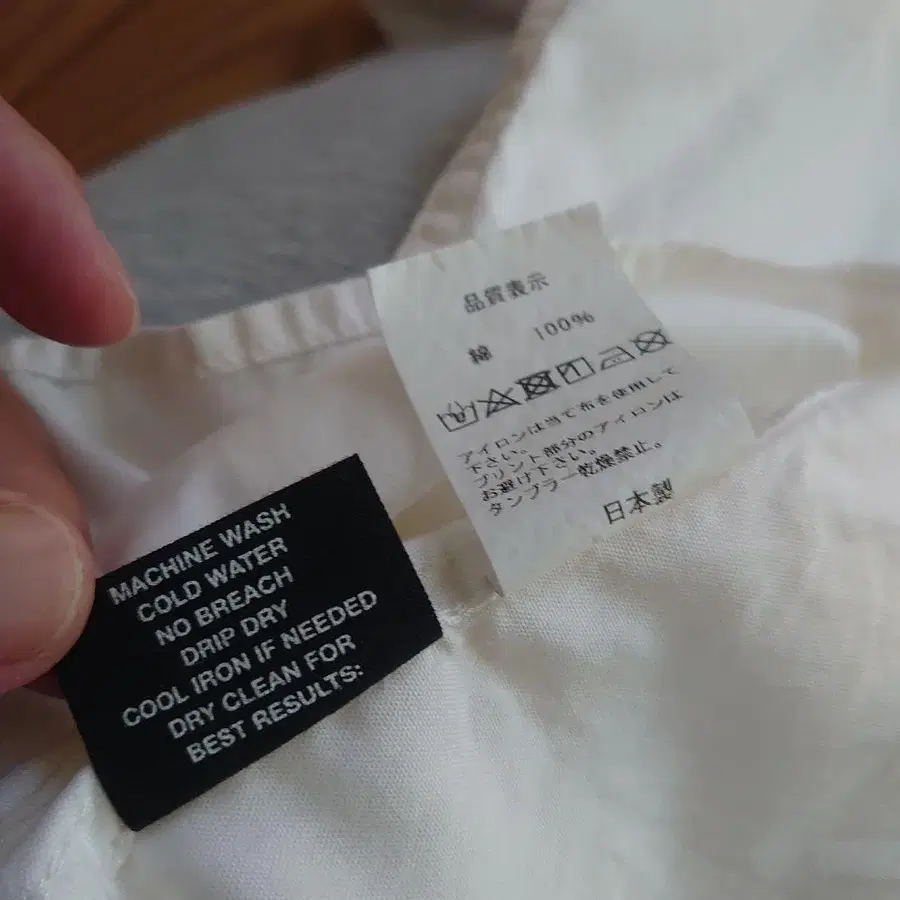 品質表示
綿 100%
アイロンは当て布を使用して
下さい。
プリント部分のアイロンは
お避け下さい。
タンブラー乾燥禁止。
日本製
MACHINE WASH
COLD WATER
NO BREACH
DRIP DRY
COOL IRON IF NEEDED
DRY CLEAN FOR
BEST RESULTS: